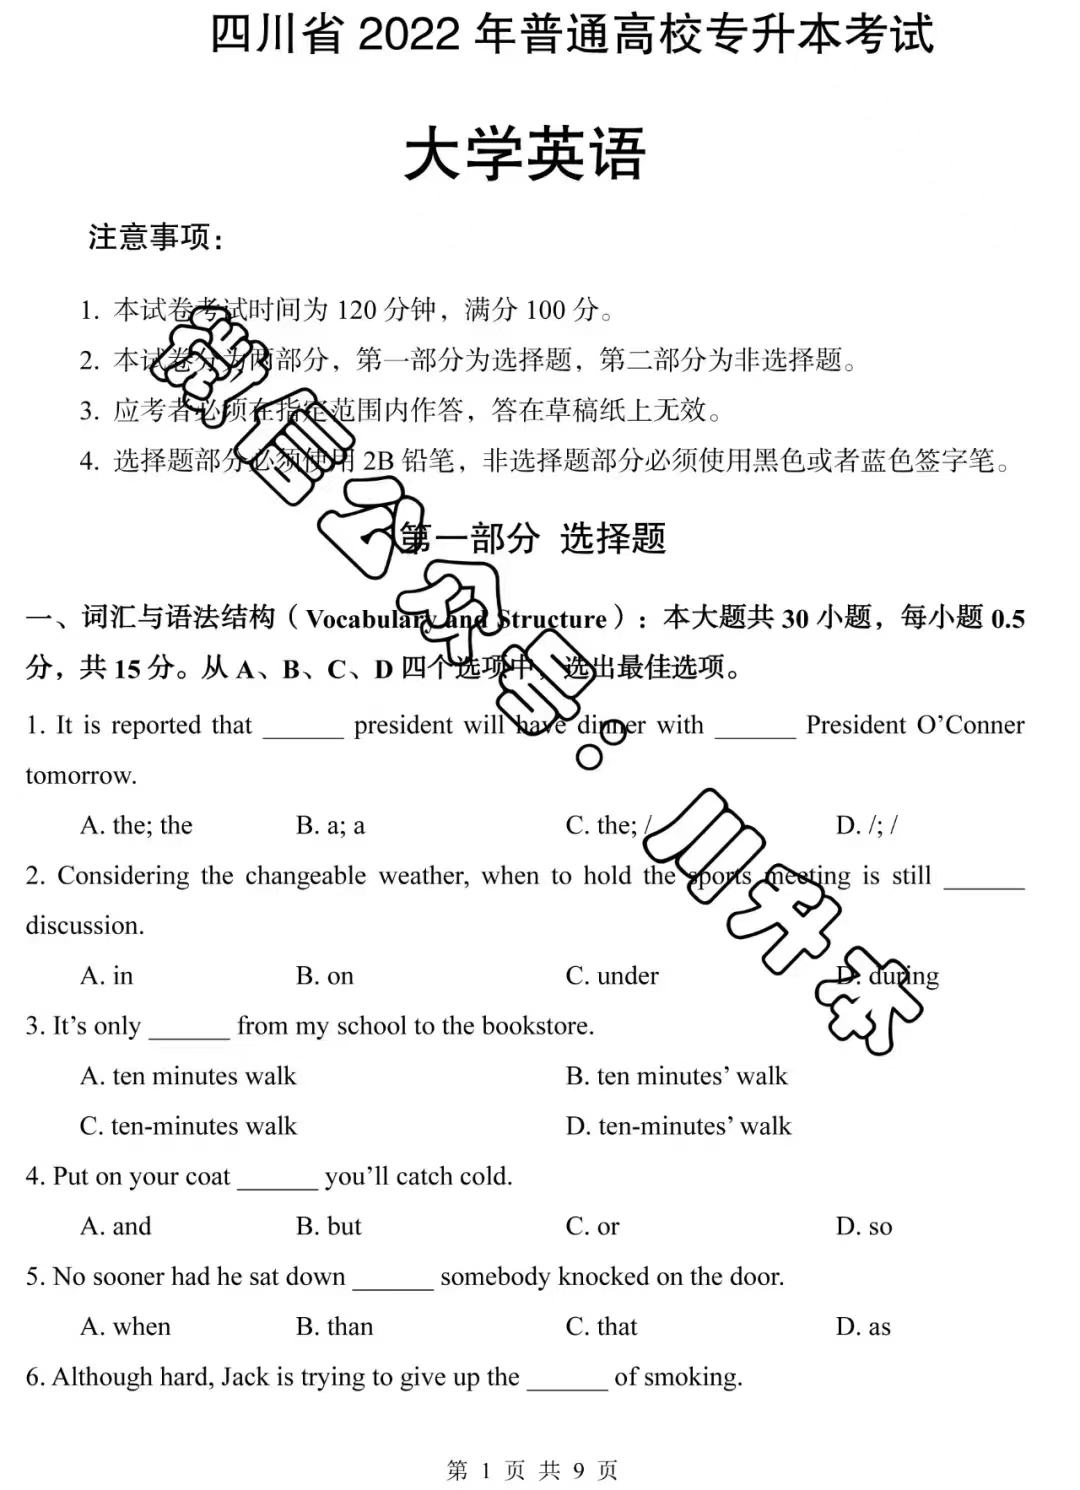 四川省 2022 年普通高校专升本考试
大学英语
注意事项：
1. 本试卷考试时间为 120 分钟，满分 100 分。
2. 本试卷分为两部分，第一部分为选择题，第二部分为非选择题。
3. 应考者必须在指定范围内作答，答在草稿纸上无效。
4. 选择题部分必须使用 2B 铅笔，非选择题部分必须使用黑色或者蓝色签字笔。
第一部分 选择题
一、词汇与语法结构（Vocabulary and Structure）：本大题共 30 小题，每小题 0.5
分，共 15 分。从 A、B、C、D 四个选项中，选出最佳选项。
1. It is reported that ______ president will have dinner with ______ President O’Conner
tomorrow.
A. the; the B. a; a C. the; / D. /; /
2. Considering the changeable weather, when to hold the sports meeting is still ______
discussion.
A. in B. on C. under D. during
3. It’s only ______ from my school to the bookstore.
A. ten minutes walk B. ten minutes’ walk
C. ten-minutes walk D. ten-minutes’ walk
4. Put on your coat ______ you’ll catch cold.
A. and B. but C. or D. so
5. No sooner had he sat down ______ somebody knocked on the door.
A. when B. than C. that D. as
6. Although hard, Jack is trying to give up the ______ of smoking.
第 1 页 共 9 页
微信公众号：川升本